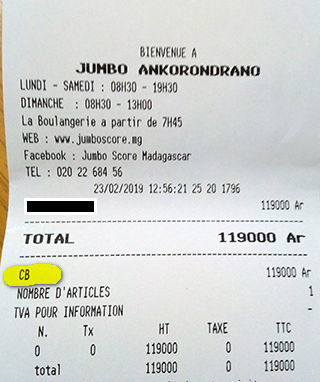 BIENVENUE A
JUMBO ANKORONDRANO
LUNDI - SAMEDI : 08H30 - 19H30
DIMANCHE : 08H30 - 13H00
La Boulangerie a partir de 7H45
WEB : www.jumboscore.mg
Facebook : Jumbo Score Madagascar
TEL : 020 22 684 56
23/02/2019 12:56:21 25 20 1796
119000 Ar
TOTAL 119000 Ar
CB 119000 Ar
NOMBRE D'ARTICLES 1
TVA POUR INFORMATION -
N. Tx HT TAXE TTC
0 0 119000 0 119000
total 119000 0 119000